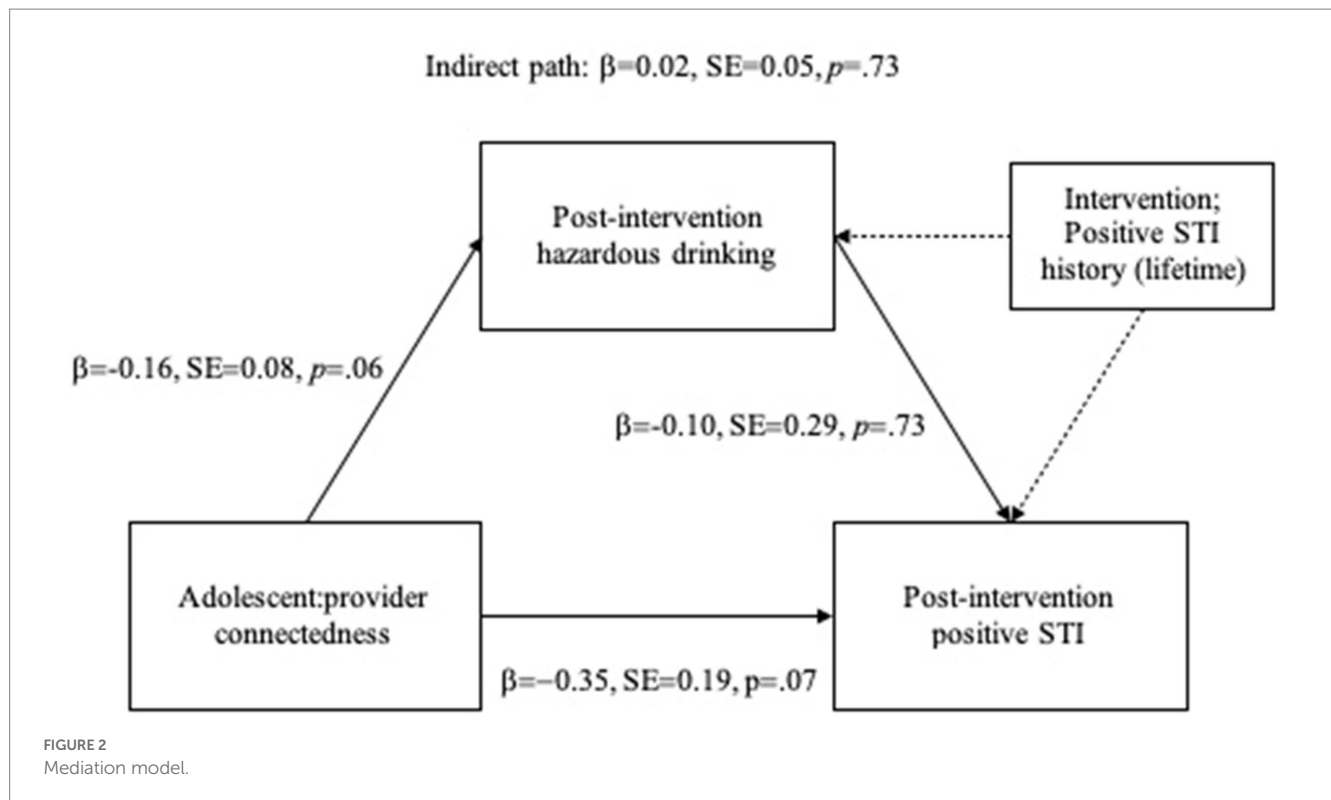 Indirect path: β=0.02, SE=0.05, p=.73
Post-intervention
hazardous drinking
Intervention;
Positive STI
history (lifetime)
β=-0.16, SE=0.08, p=.06
β=-0.10, SE=0.29, p=.73
Adolescent:provider
connectedness
Post-intervention
positive STI
β=−0.35, SE=0.19, p=.07
FIGURE 2
Mediation model.